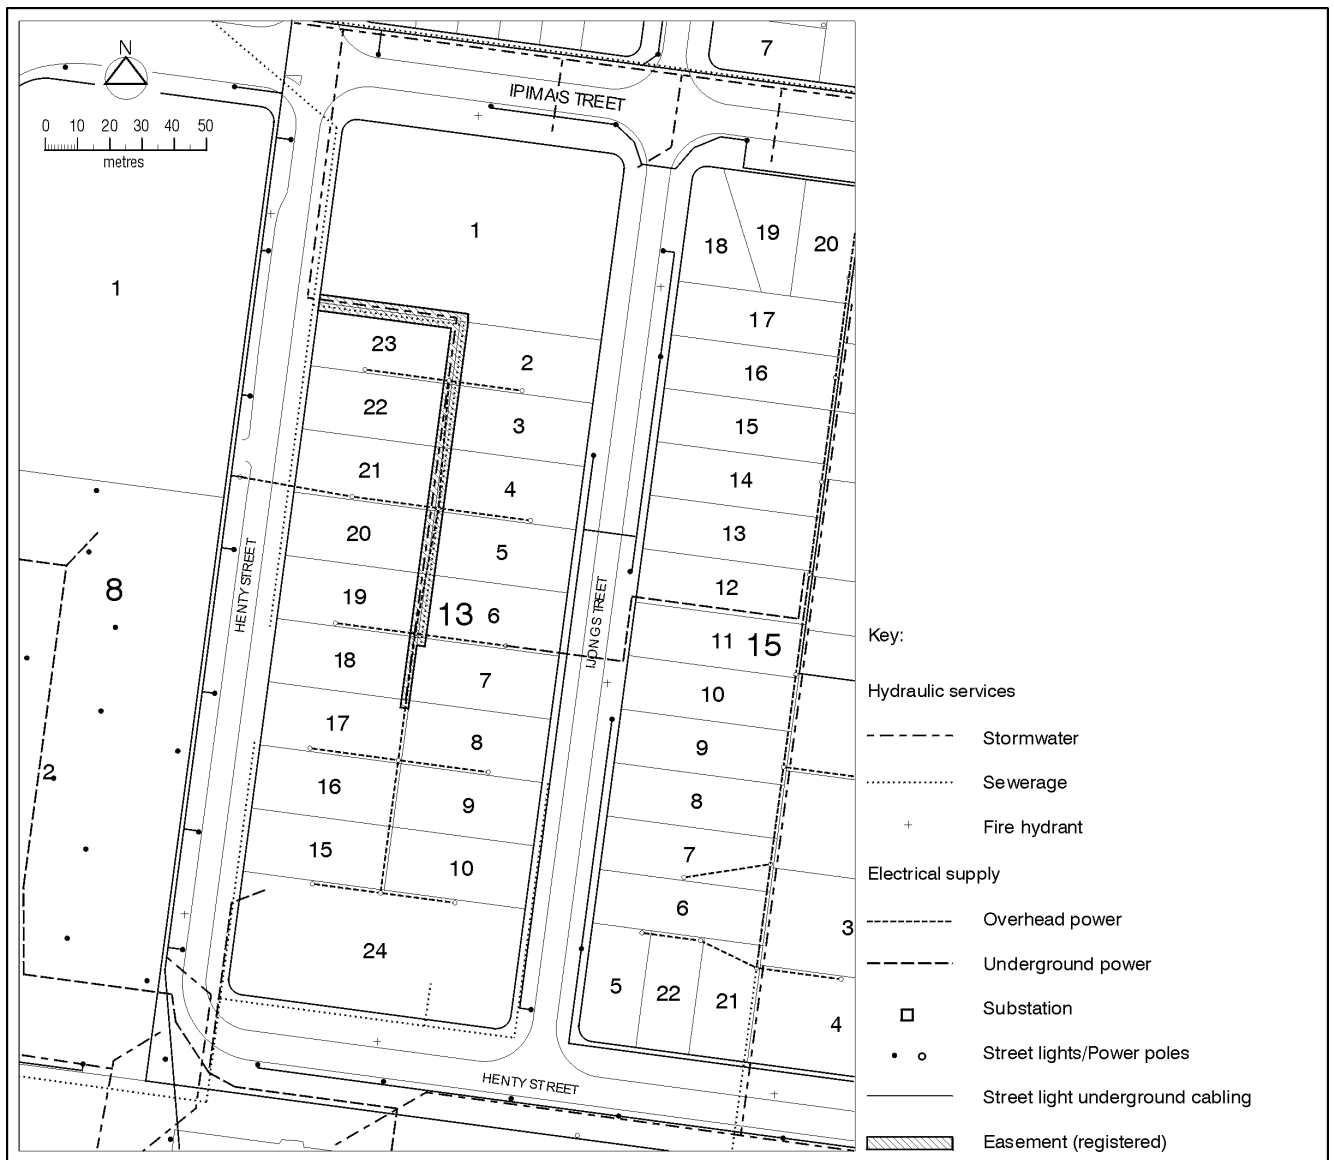 N
0 10 20 30 40 50
metres
7
IPIMA STREET
1
18
19
20
1
17
23
2
16
22
3
15
21
4
14
20
5
13
12
8
HENTY STREET
19
13
6
IJONG STREET
11
15
18
7
10
17
8
9
2
16
9
8
15
10
7
6
3
24
5
22
21
4
HENTY STREET
Key:
Hydraulic services
Stormwater
Sewerage
Fire hydrant
Electrical supply
Overhead power
Underground power
Substation
Street lights/Power poles
Street light underground cabling
Easement (registered)